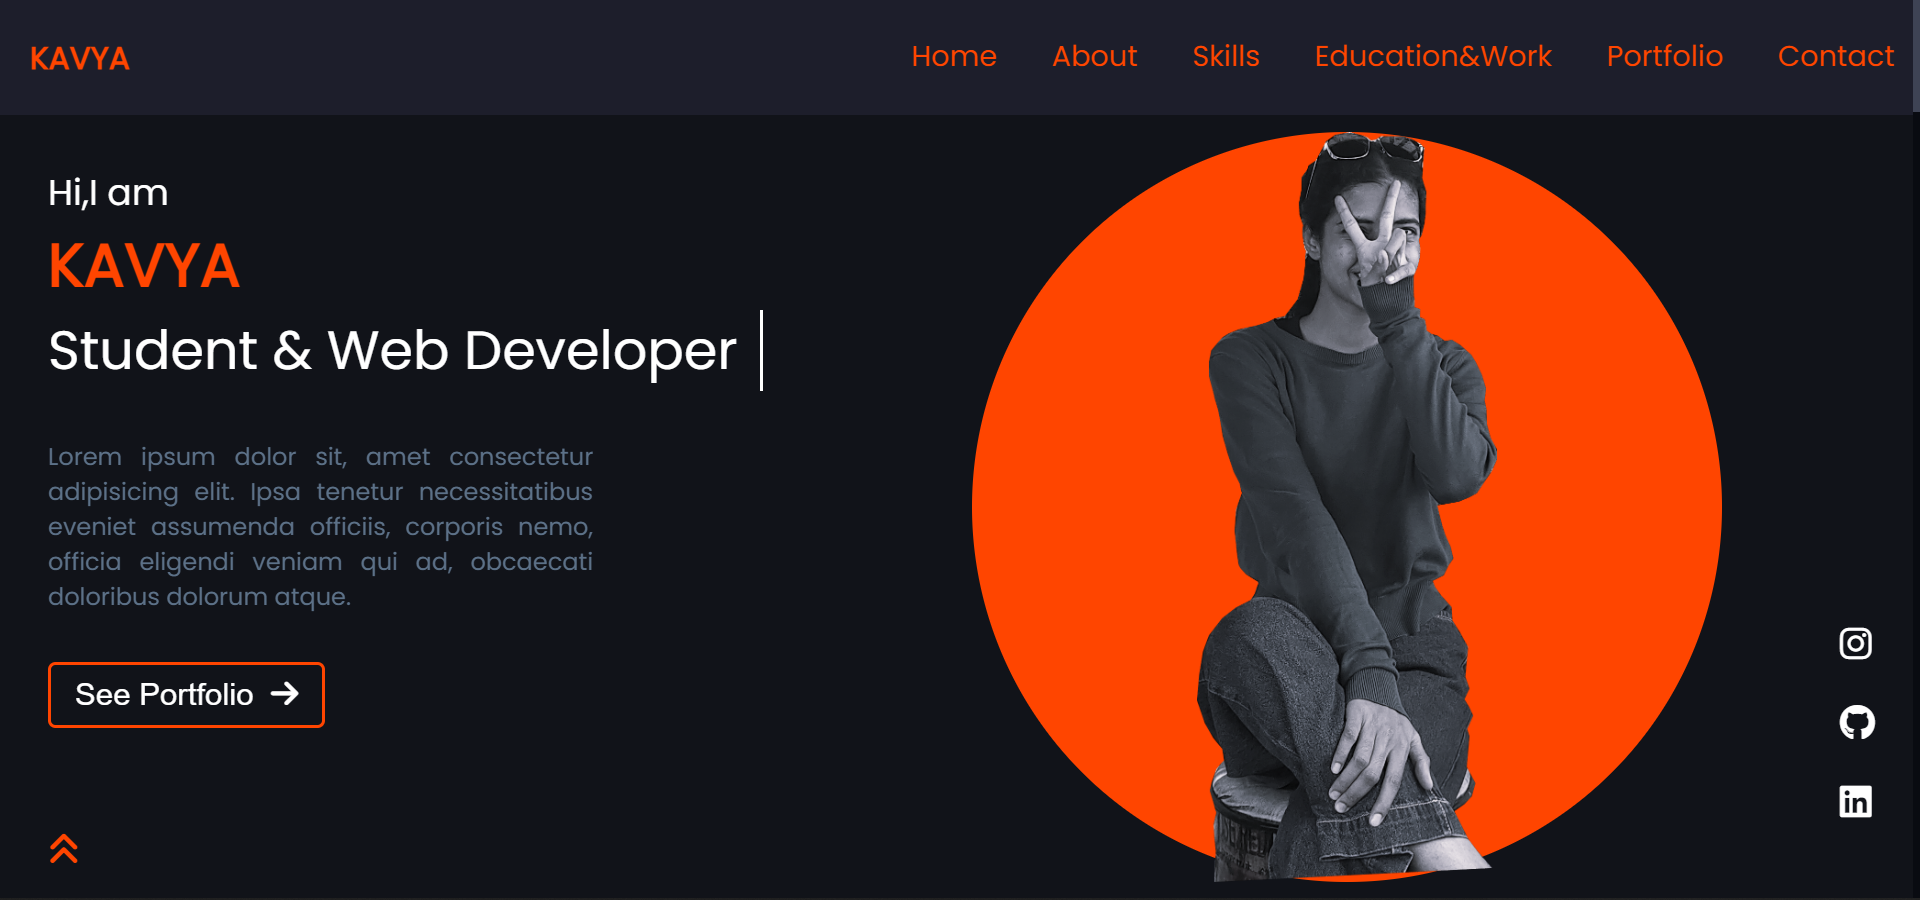 KAVYA
Home About Skills Education&Work Portfolio Contact
Hi,I am
KAVYA
Student & Web Developer
Lorem ipsum dolor sit, amet consectetur
adipisicing elit. Ipsa tenetur necessitatibus
eveniet assumenda officiis, corporis nemo,
officia eligendi veniam qui ad, obcaecati
doloribus dolorum atque.
See Portfolio
in